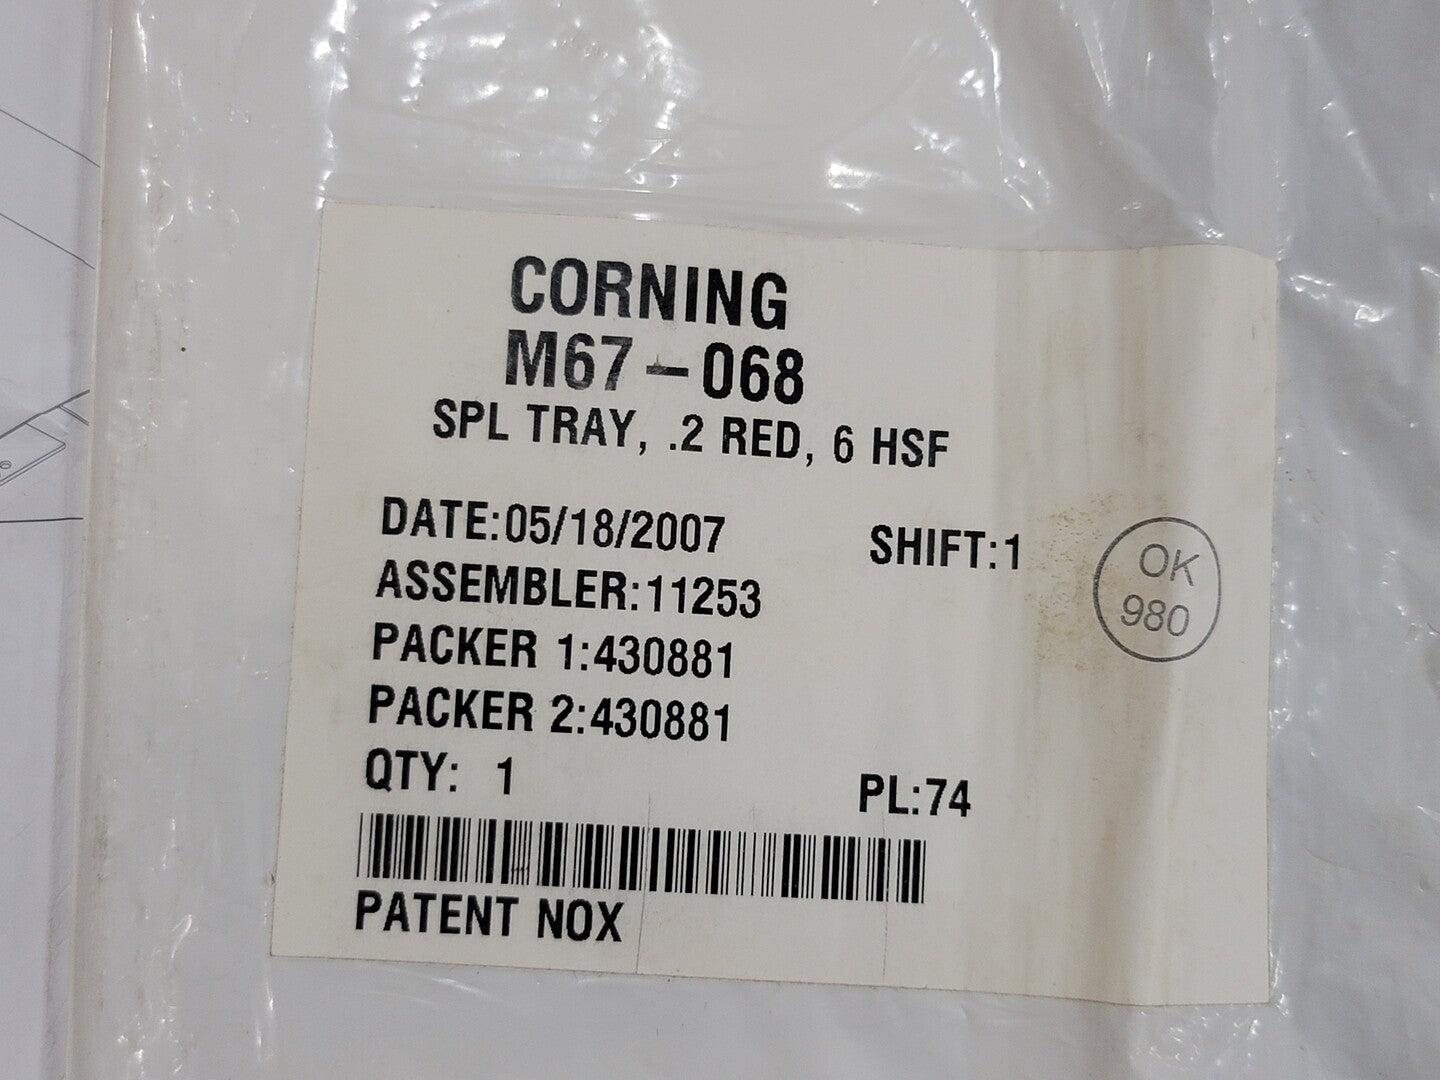 CORNING
M67-068
SPL TRAY, .2 RED, 6 HSF
DATE:05/18/2007 SHIFT:1
OK
980
ASSEMBLER:11253
PACKER 1:430881
PACKER 2:430881
QTY: 1 PL:74
PATENT NOX